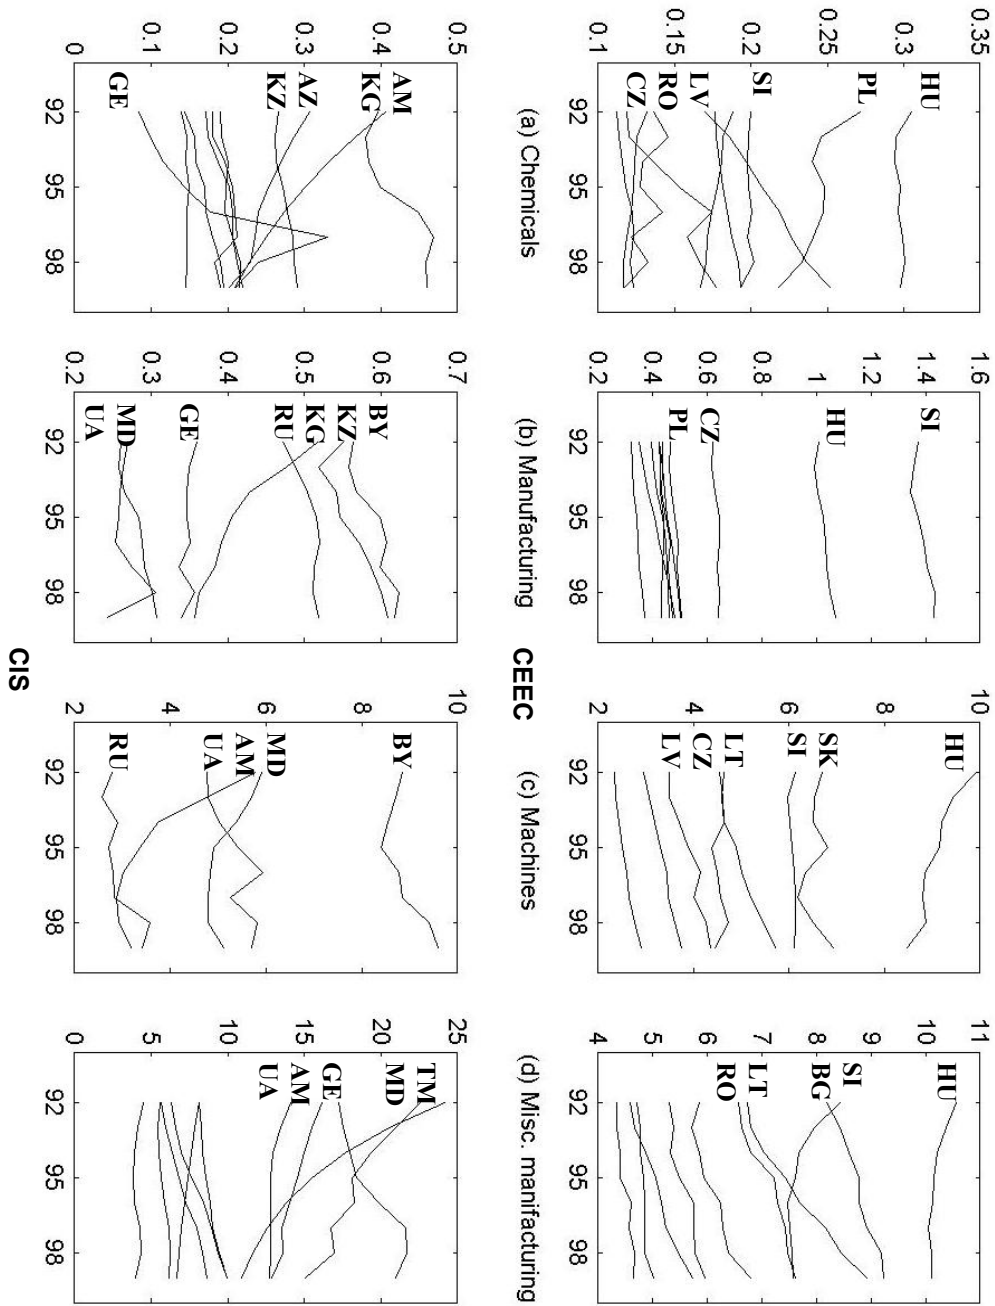 0.35
0.3
0.25
0.2
0.15
0.1
HU
PL
SI
LV
RO
CZ
92 95 98
(a) Chemicals
1.6
1.4
1.2
1
0.8
0.6
0.4
0.2
SI
HU
CZ
PL
92 95 98
(b) Manufacturing
10
8
6
4
2
HU
SK
SI
LT
CZ
LV
92 95 98
(c) Machines
11
10
9
8
7
6
5
4
HU
SI
BG
LT
RO
92 95 98
(d) Misc. manifacturing
CEEC
0.5
0.4
0.3
0.2
0.1
0
AM
KG
AZ
KZ
GE
92 95 98
0.7
0.6
0.5
0.4
0.3
0.2
BY
KZ
KG
RU
GE
MD
UA
92 95 98
10
8
6
4
2
BY
MD
AM
UA
RU
92 95 98
25
20
15
10
5
0
TM
MD
GE
AM
UA
92 95 98
CIS